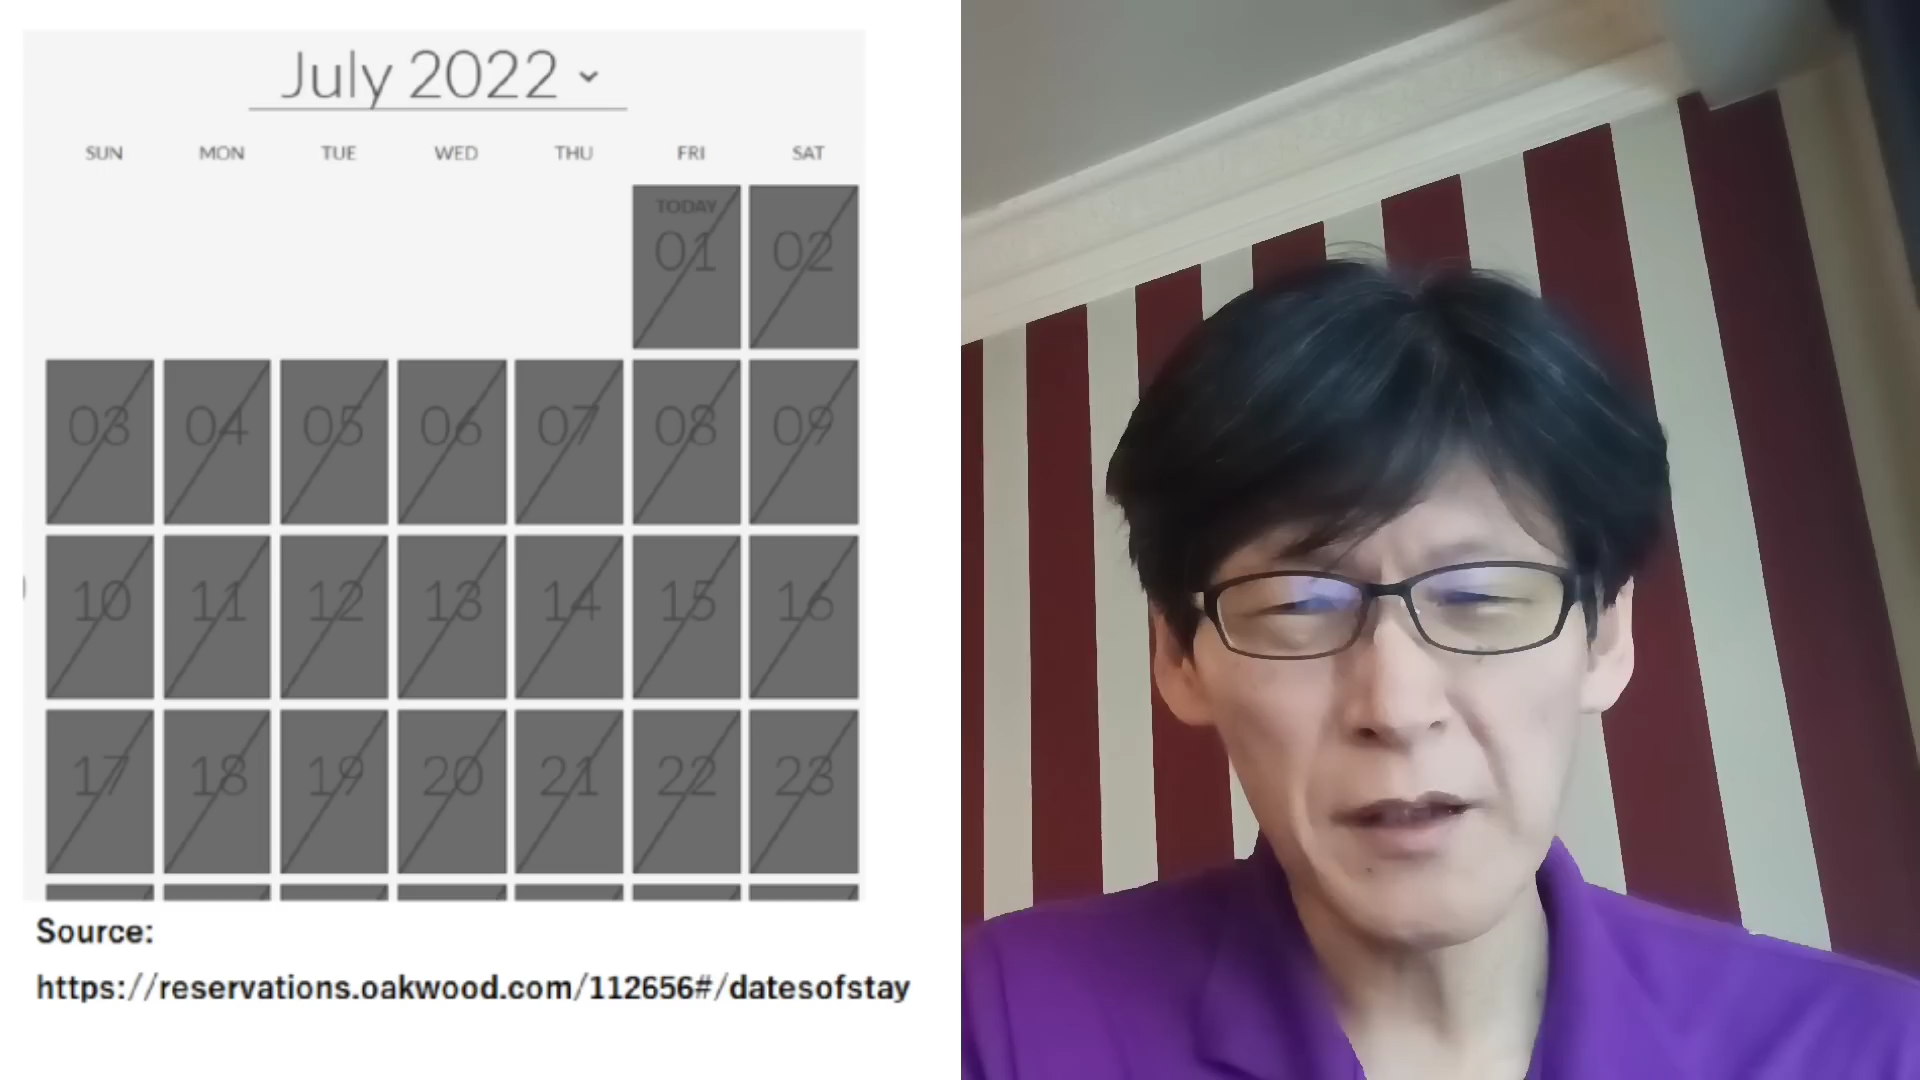 July 2022
SUN MON TUE WED THU FRI SAT
TODAY
01 02
03 04 05 06 07 08 09
10 11 12 13 14 15 16
17 18 19 20 21 22 23
Source:
https://reservations.oakwood.com/112656#/datesofstay